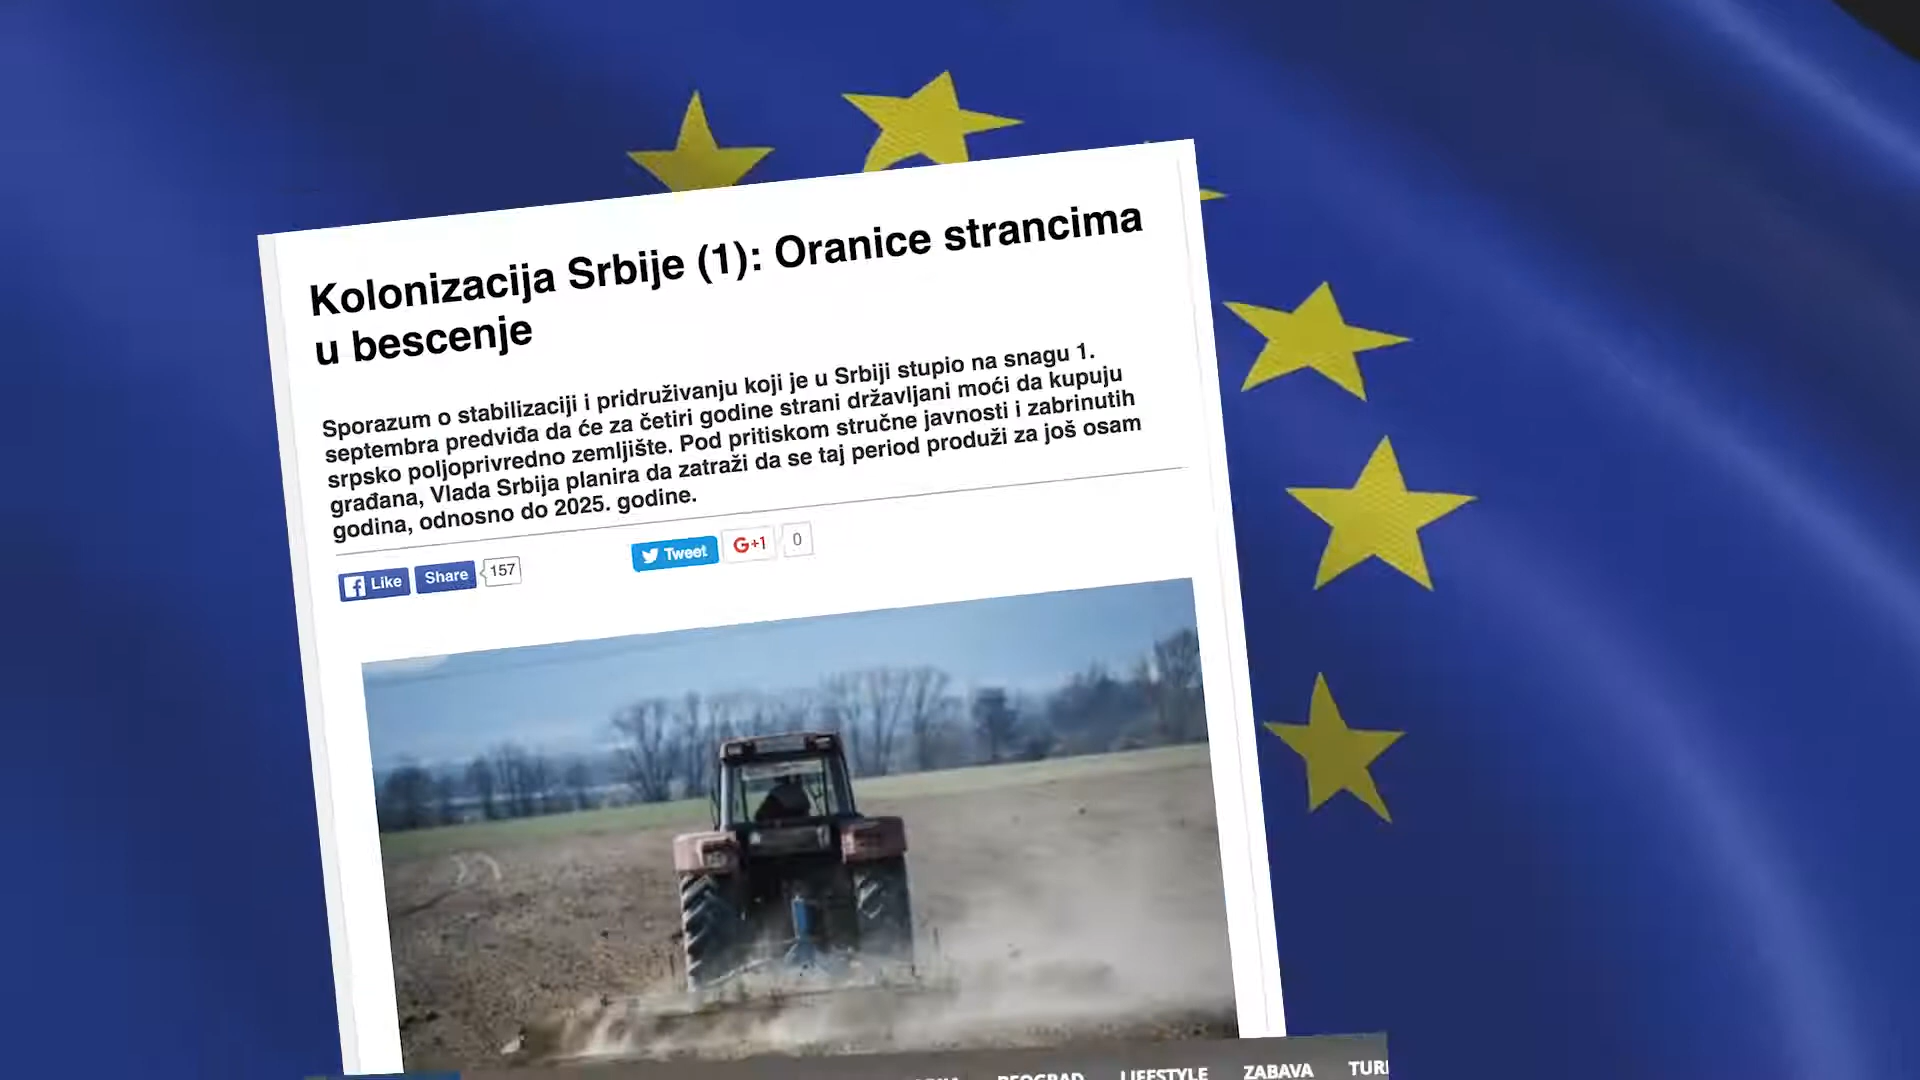 Kolonizacija Srbije (1): Oranice strancima
u bescenje
Sporazum o stabilizaciji i pridruživanju koji je u Srbiji stupio na snagu 1.
septembra predviđa da će za četiri godine strani državljani moći da kupuju
srpsko poljoprivredno zemljište. Pod pritiskom stručne javnosti i zabrinutih
građana, Vlada Srbija planira da zatraži da se taj period produži za još osam
godina, odnosno do 2025. godine.
Like Share 157 Tweet G+1 0
BEOGRAD LIFESTYLE ZABAVA